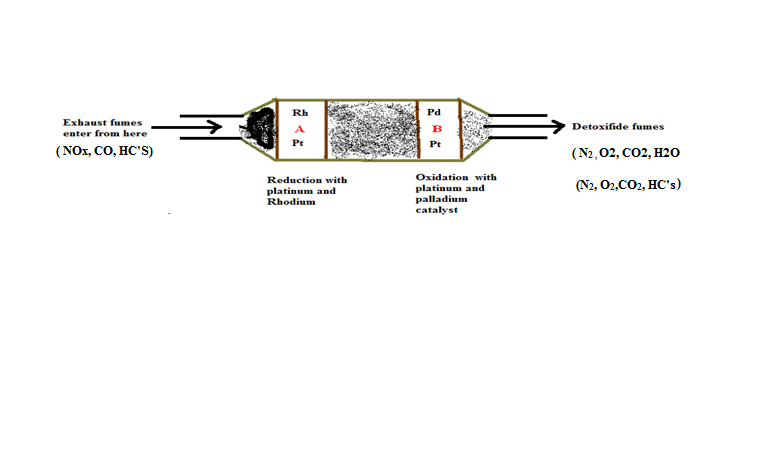 Exhaust fumes
enter from here
( NOx, CO, HC'S)
Rh
A
Pt
Pd
B
Pt
Reduction with
platinum and
Rhodium
Oxidation with
platinum and
palladium
catalyst
Detoxifide fumes
( N2, O2, CO2, H2O
(N2, O2,CO2, HC's)